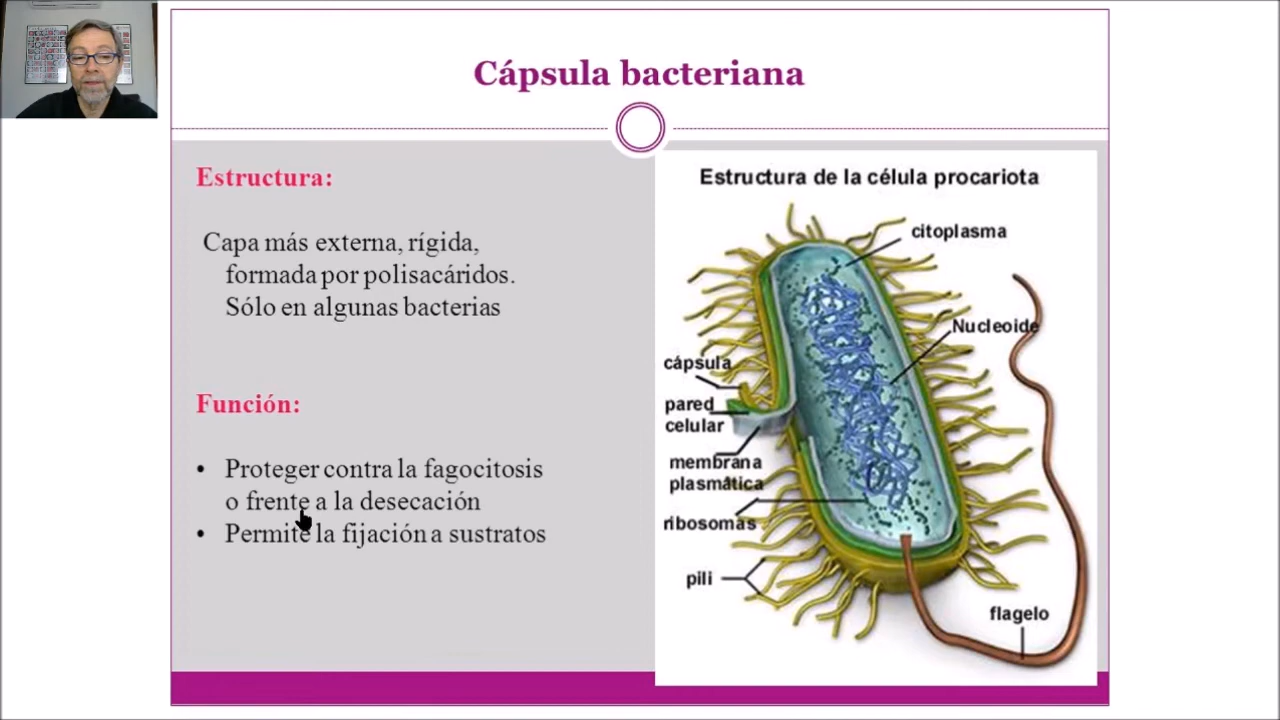 Cápsula bacteriana
Estructura:
Capa más externa, rígida,
formada por polisacáridos.
Sólo en algunas bacterias
Función:
• Proteger contra la fagocitosis
o frente a la desecación
• Permite la fijación a sustratos
Estructura de la célula procariota
citoplasma
Nucleoide
cápsula
pared
celular
membrana
plasmática
ribosomas
pili
flagelo